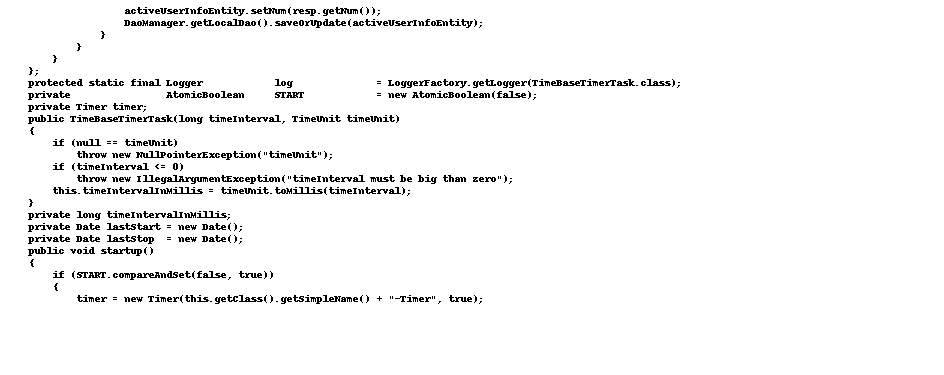 activeUserInfoEntity.setNum(resp.getNum());
DaoManager.getLocalDao().saveOrUpdate(activeUserInfoEntity);
}
}
}
};
protected static final Logger log = LoggerFactory.getLogger(TimeBaseTimerTask.class);
private AtomicBoolean START = new AtomicBoolean(false);
private Timer timer;
public TimeBaseTimerTask(long timeInterval, TimeUnit timeUnit)
{
if (null == timeUnit)
throw new NullPointerException("timeUnit");
if (timeInterval <= 0)
throw new IllegalArgumentException("timeInterval must be big than zero");
this.timeIntervalInMillis = timeUnit.toMillis(timeInterval);
}
private long timeIntervalInMillis;
private Date lastStart = new Date();
private Date lastStop = new Date();
public void startup()
{
if (START.compareAndSet(false, true))
{
timer = new Timer(this.getClass().getSimpleName() + "-Timer", true);